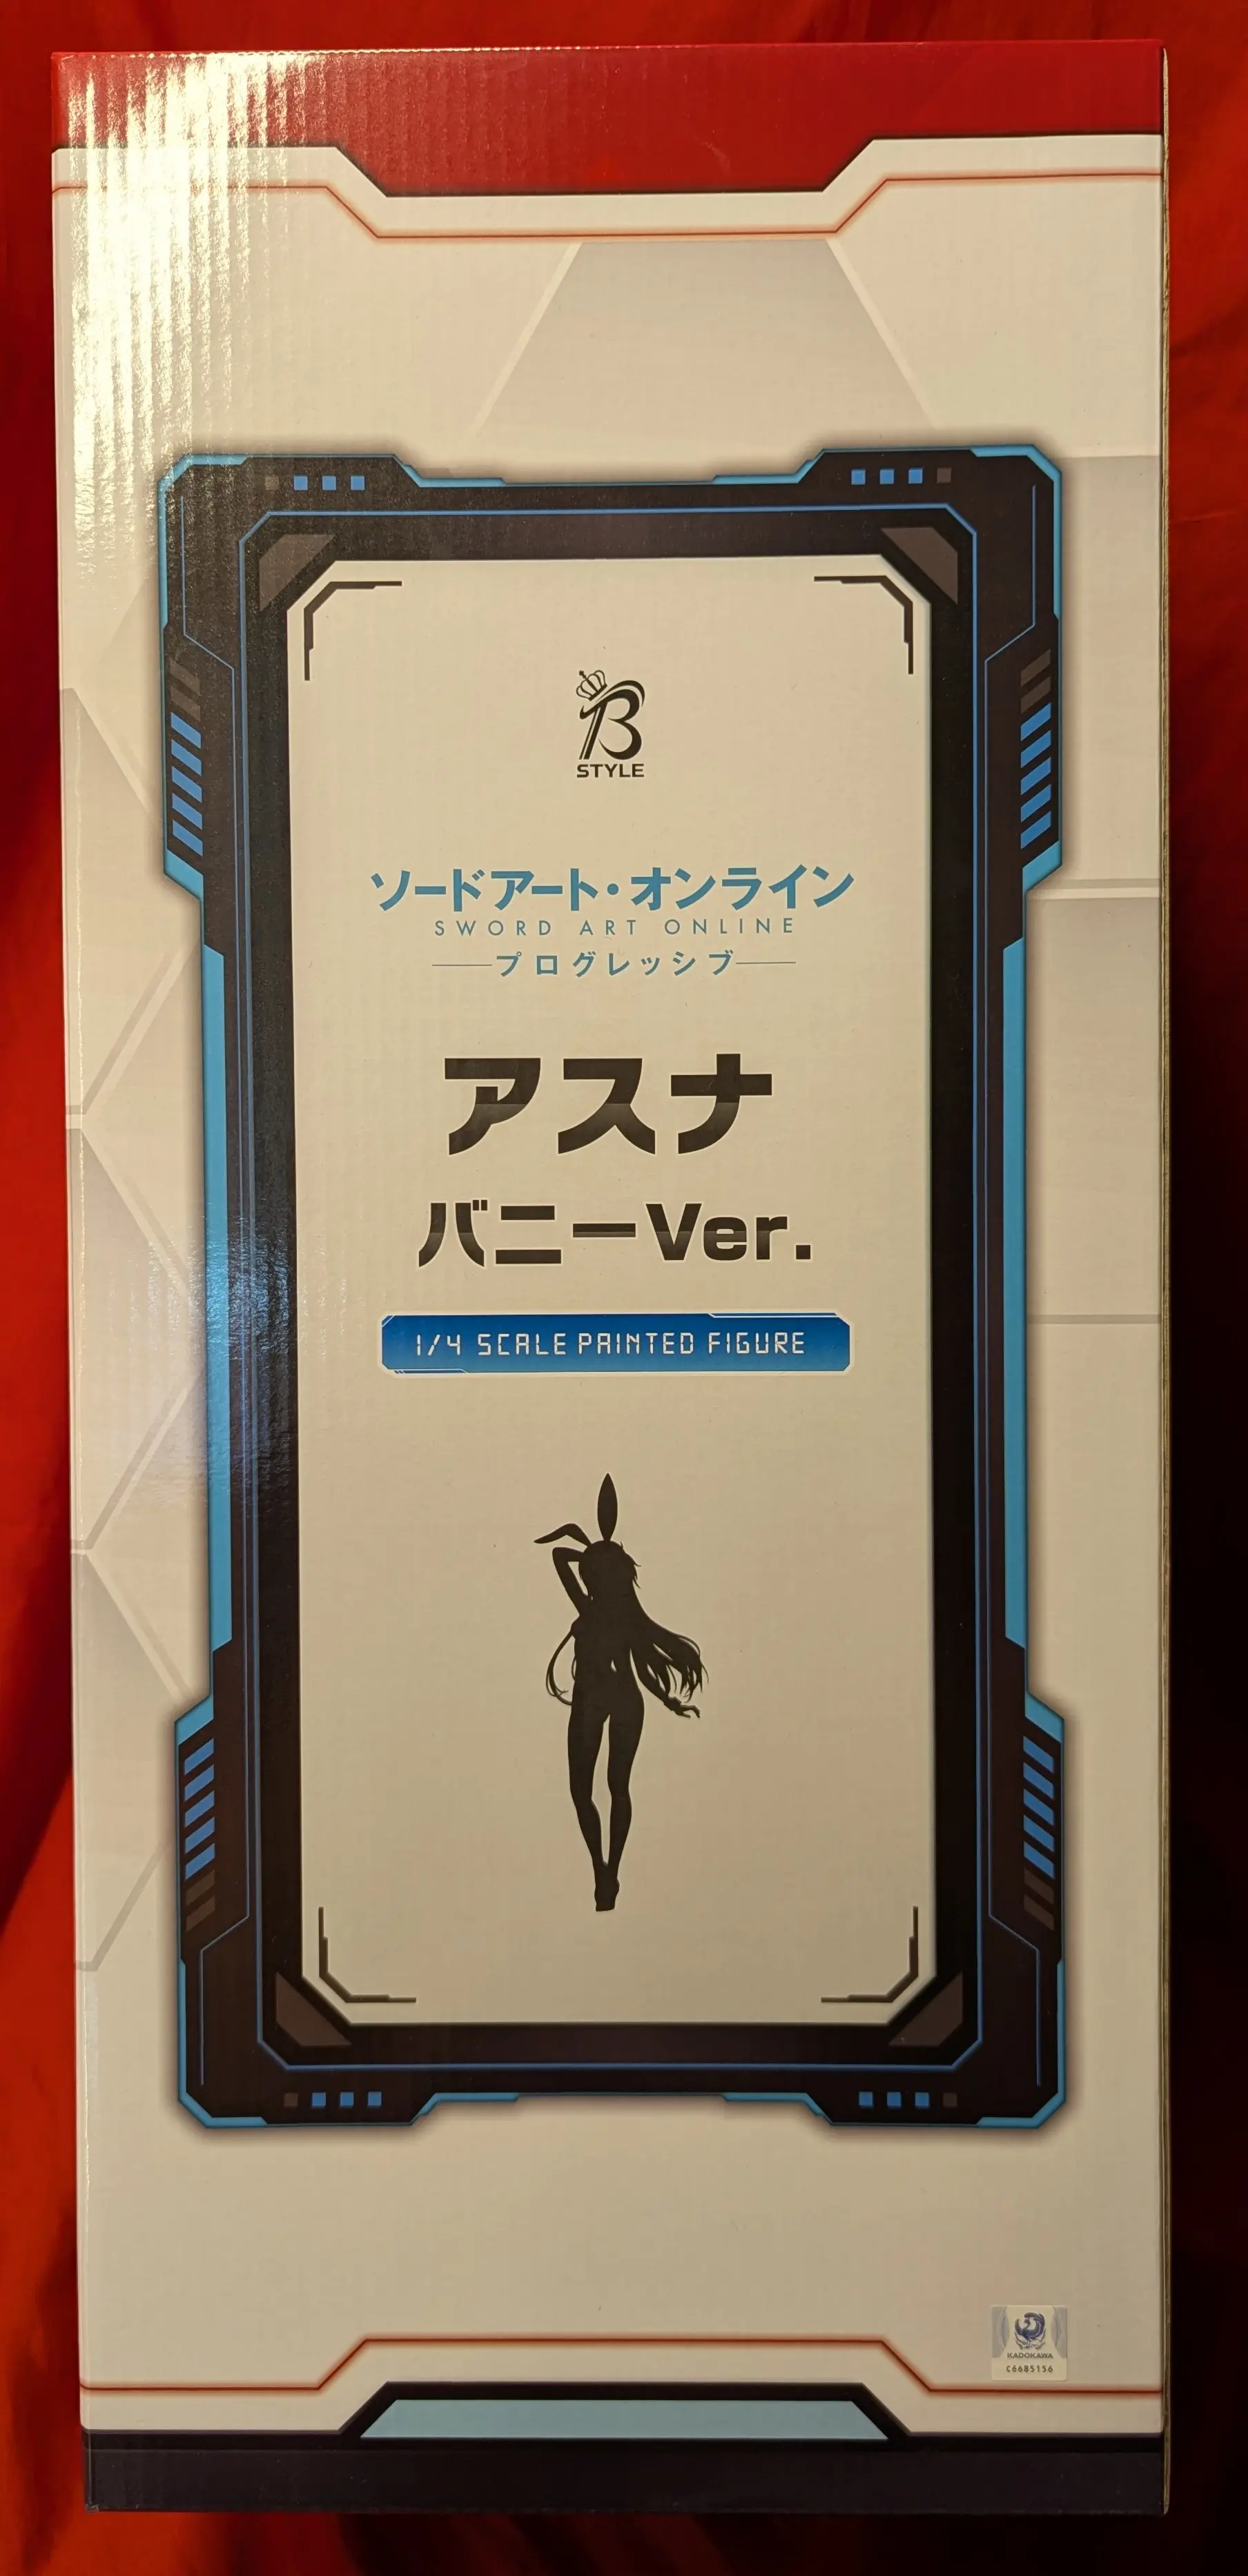 B
STYLE
ソードアート・オンライン
SWORD ART ONLINE
プログレッシブ
アスナ
バニーVer.
1/4 SCALE PAINTED FIGURE
KADOKAWA
C6685156